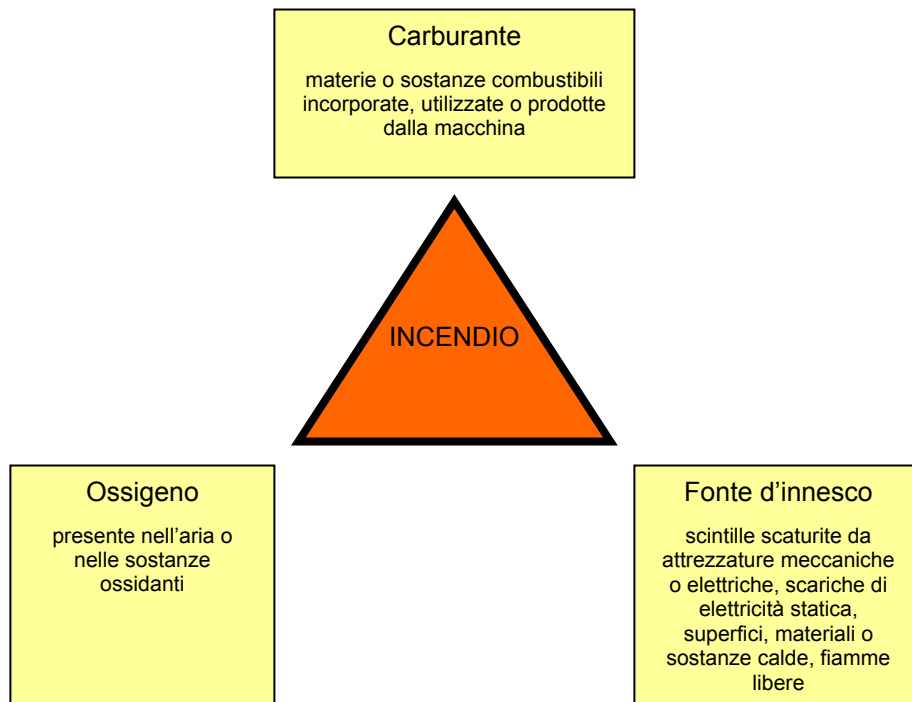 Carburante
materie o sostanze combustibili
incorporate, utilizzate o prodotte
dalla macchina
INCENDIO
Ossigeno
presente nell’aria o
nelle sostanze
ossidanti
Fonte d’innesco
scintille scaturite da
attrezzature meccaniche
o elettriche, scariche di
elettricità statica,
superfici, materiali o
sostanze calde, fiamme
libere